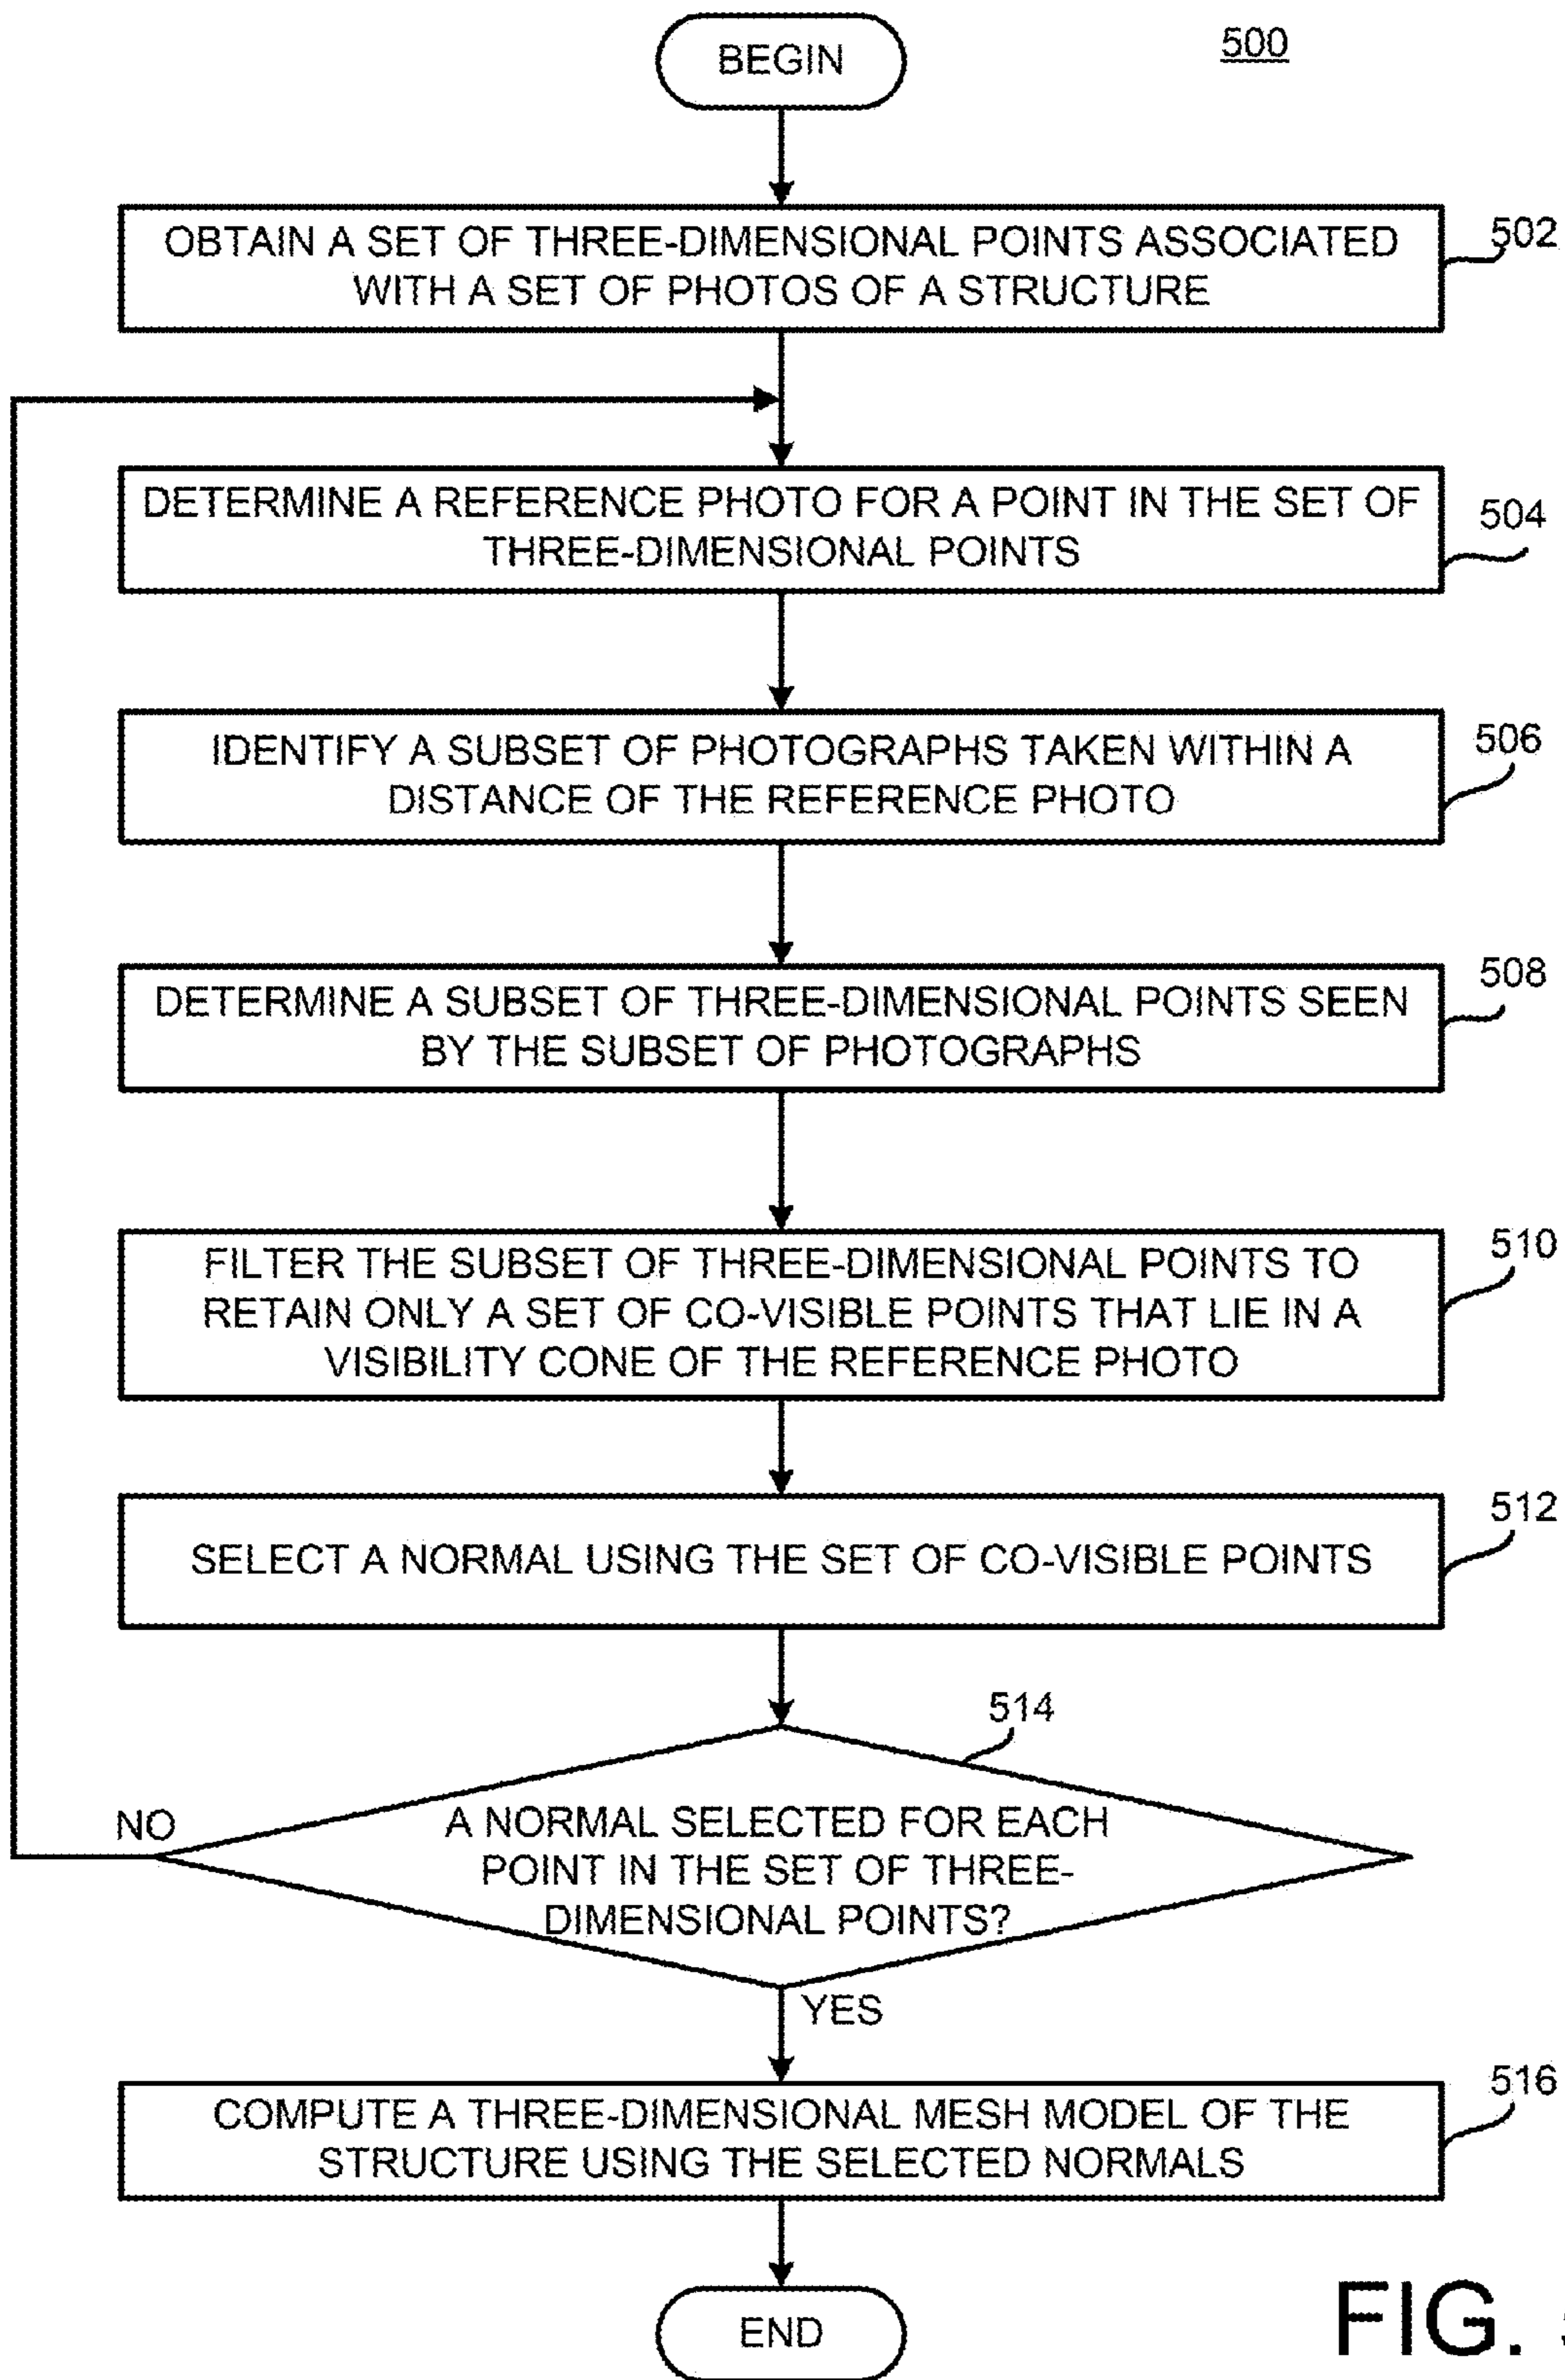 BEGIN
500
OBTAIN A SET OF THREE-DIMENSIONAL POINTS ASSOCIATED
WITH A SET OF PHOTOS OF A STRUCTURE
502
DETERMINE A REFERENCE PHOTO FOR A POINT IN THE SET OF
THREE-DIMENSIONAL POINTS
504
IDENTIFY A SUBSET OF PHOTOGRAPHS TAKEN WITHIN A
DISTANCE OF THE REFERENCE PHOTO
506
DETERMINE A SUBSET OF THREE-DIMENSIONAL POINTS SEEN
BY THE SUBSET OF PHOTOGRAPHS
508
FILTER THE SUBSET OF THREE-DIMENSIONAL POINTS TO
RETAIN ONLY A SET OF CO-VISIBLE POINTS THAT LIE IN A
VISIBILITY CONE OF THE REFERENCE PHOTO
510
SELECT A NORMAL USING THE SET OF CO-VISIBLE POINTS
512
514
NO
A NORMAL SELECTED FOR EACH
POINT IN THE SET OF THREE-
DIMENSIONAL POINTS?
YES
COMPUTE A THREE-DIMENSIONAL MESH MODEL OF THE
STRUCTURE USING THE SELECTED NORMALS
516
END
FIG.